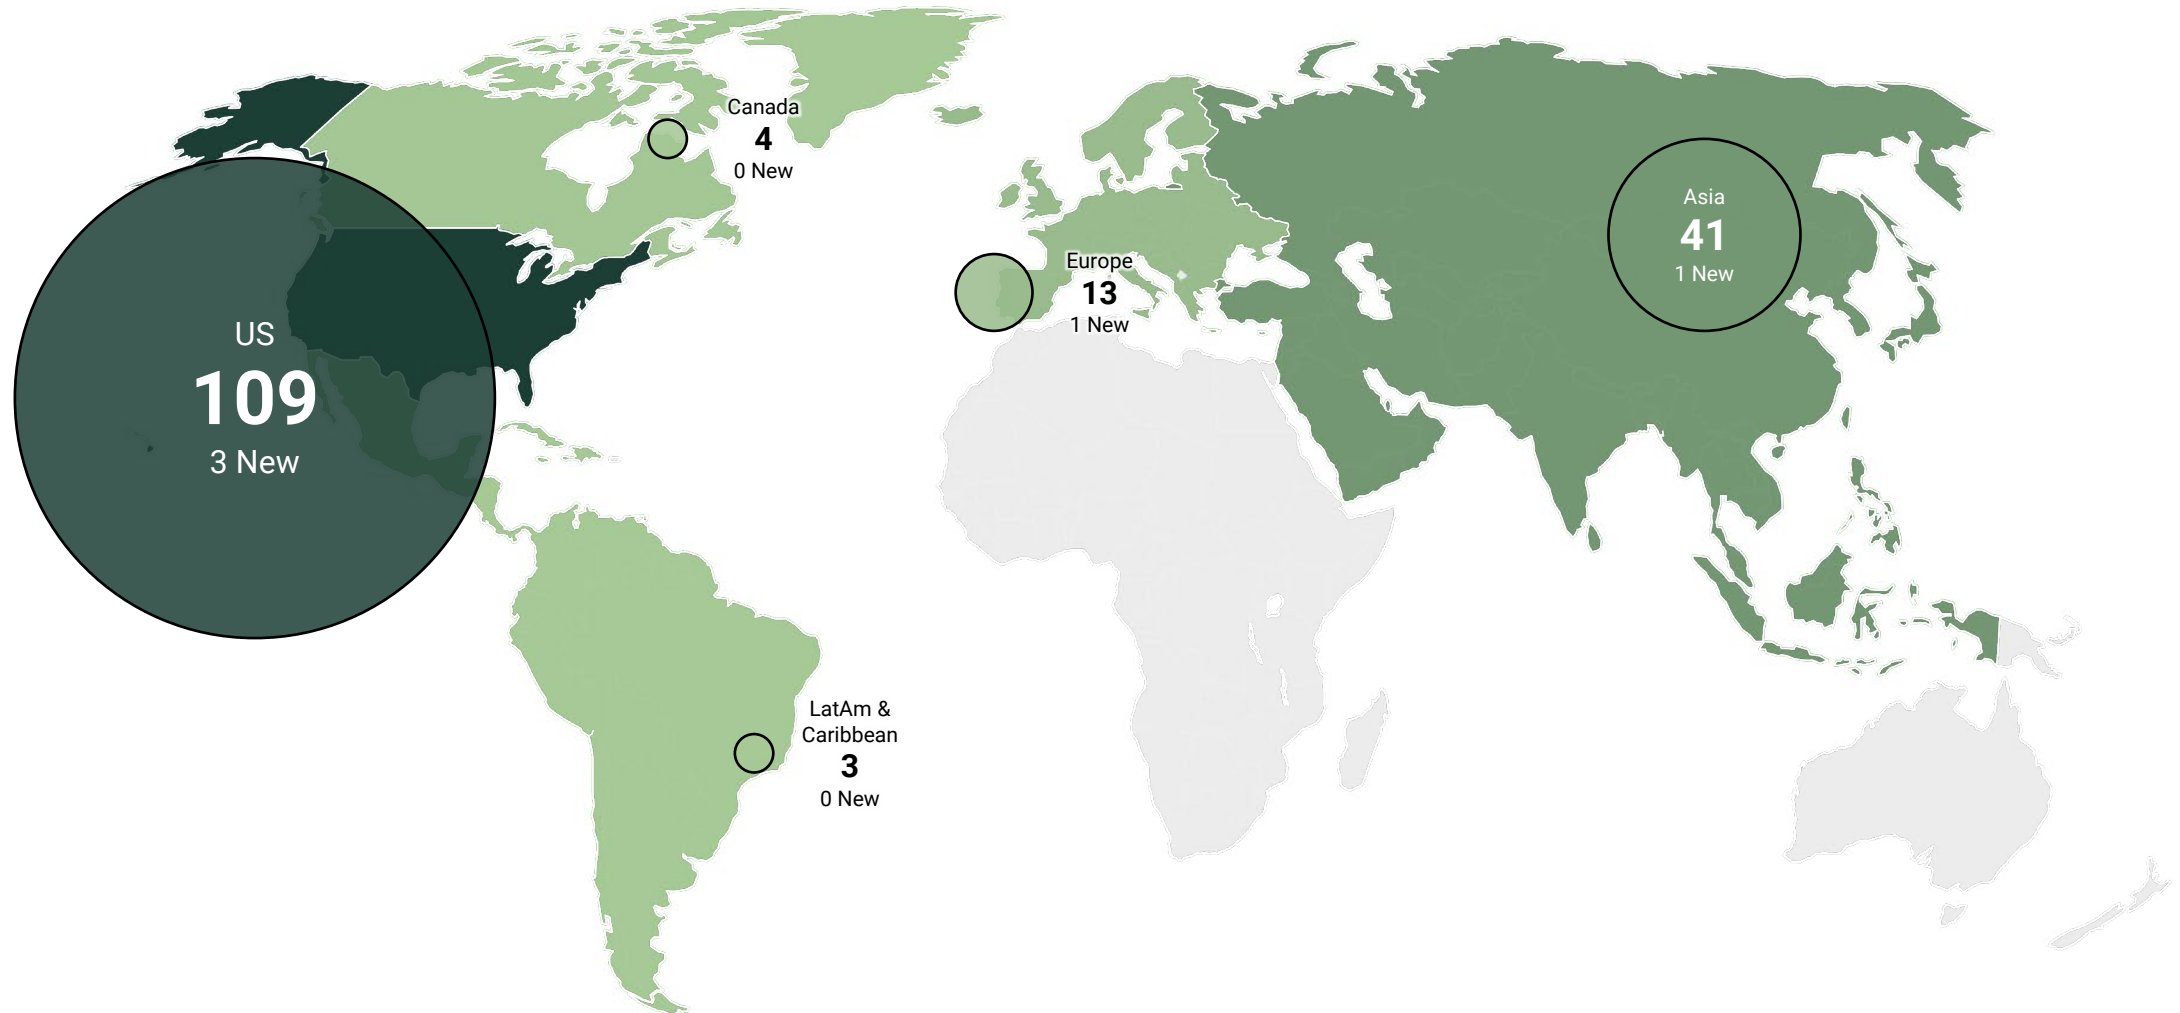 Canada
4
0 New
Asia
41
1 New
Europe
13
1 New
US
109
3 New
LatAm &
Caribbean
3
0 New